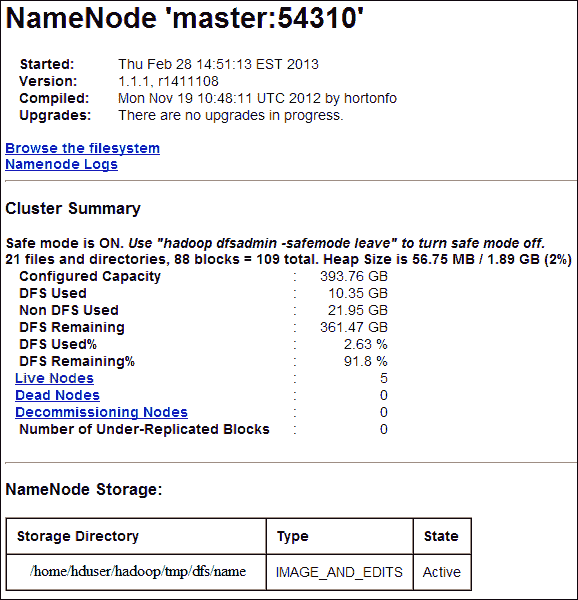 NameNode 'master:54310'
Started: Thu Feb 28 14:51:13 EST 2013
Version: 1.1.1, r1411108
Compiled: Mon Nov 19 10:48:11 UTC 2012 by hortonfo
Upgrades: There are no upgrades in progress.
Browse the filesystem
Namenode Logs
Cluster Summary
Safe mode is ON. Use "hadoop dfsadmin -safemode leave" to turn safe mode off.
21 files and directories, 88 blocks = 109 total. Heap Size is 56.75 MB / 1.89 GB (2%)
Configured Capacity : 393.76 GB
DFS Used : 10.35 GB
Non DFS Used : 21.95 GB
DFS Remaining : 361.47 GB
DFS Used% : 2.63 %
DFS Remaining% : 91.8 %
Live Nodes : 5
Dead Nodes : 0
Decommissioning Nodes : 0
Number of Under-Replicated Blocks : 0
NameNode Storage:
Storage Directory Type State
/home/hduser/hadoop/tmp/dfs/name IMAGE_AND_EDITS Active